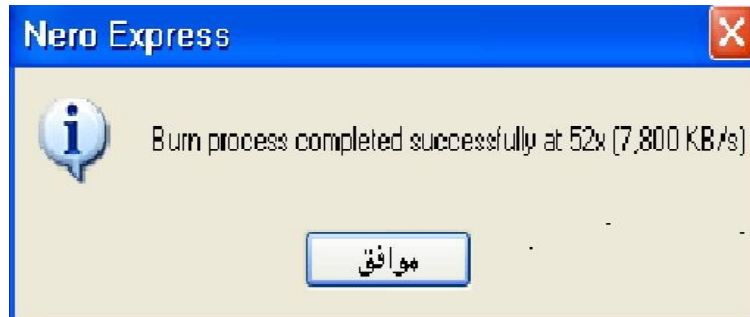 Nero Express
Burn process completed successfully at 52x (7,800 KB/s)
موافق